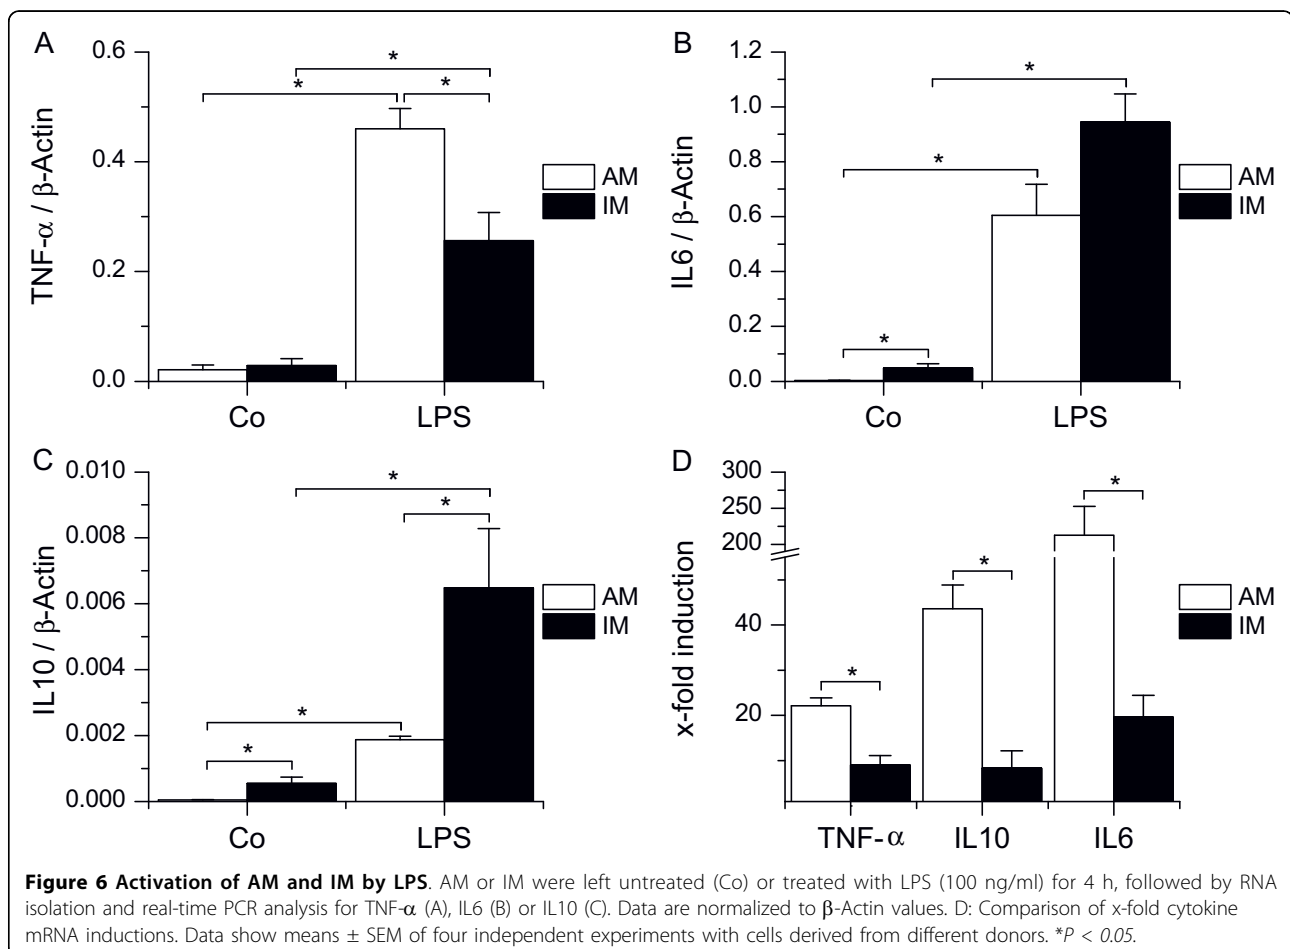 A
TNF-α / β-Actin
0.6
0.4
0.2
0.0
*
*
*
Co
LPS
AM
IM
B
IL6 / β-Actin
1.2
1.0
0.8
0.6
0.4
0.2
0.0
*
*
*
Co
LPS
AM
IM
C
IL10 / β-Actin
0.010
0.008
0.006
0.004
0.002
0.000
*
*
*
*
Co
LPS
AM
IM
D
x-fold induction
300
250
200
40
20
*
*
*
TNF-α
IL10
IL6
AM
IM
Figure 6 Activation of AM and IM by LPS. AM or IM were left untreated (Co) or treated with LPS (100 ng/ml) for 4 h, followed by RNA
isolation and real-time PCR analysis for TNF-α (A), IL6 (B) or IL10 (C). Data are normalized to β-Actin values. D: Comparison of x-fold cytokine
mRNA inductions. Data show means ± SEM of four independent experiments with cells derived from different donors. *P < 0.05.